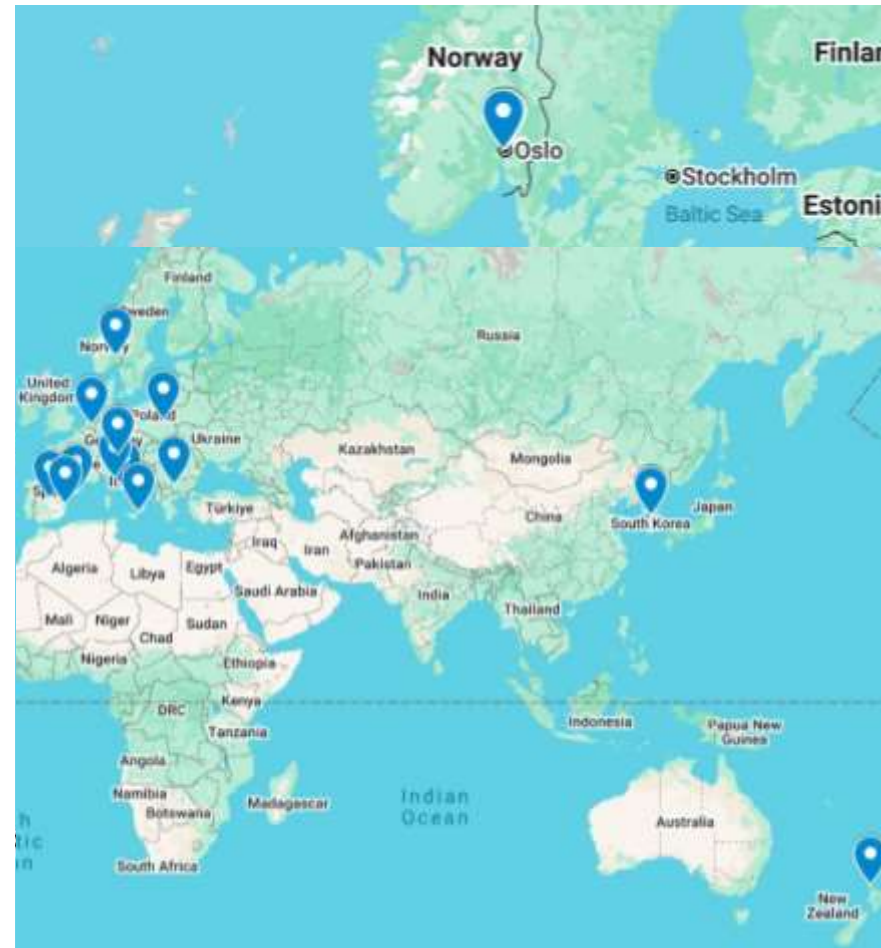 Norway
Finlar
Oslo
Stockholm
Baltic Sea
Estoni
Finland
Sweden
Norway
Russia
United
Kingdom
Poland
Ukraine
Kazakhstan
Mongolia
Türkiye
China
South Korea
Japan
Algeria
Libya
Egypt
Iraq
Iran
Afghanistan
Pakistan
Saudi Arabia
India
Mali
Niger
Chad
Sudan
Thailand
Nigeria
Ethiopia
DRC
Kenya
Tanzania
Indonesia
Papua New
Guinea
Angola
Namibia
Botswana
Madagascar
Indian
Ocean
Australia
South Africa
New
Zealand